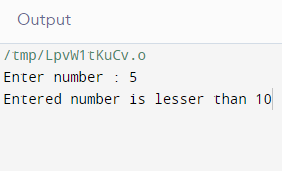 Output
/tmp/LpvW1tKuCv.o
Enter number : 5
Entered number is lesser than 10